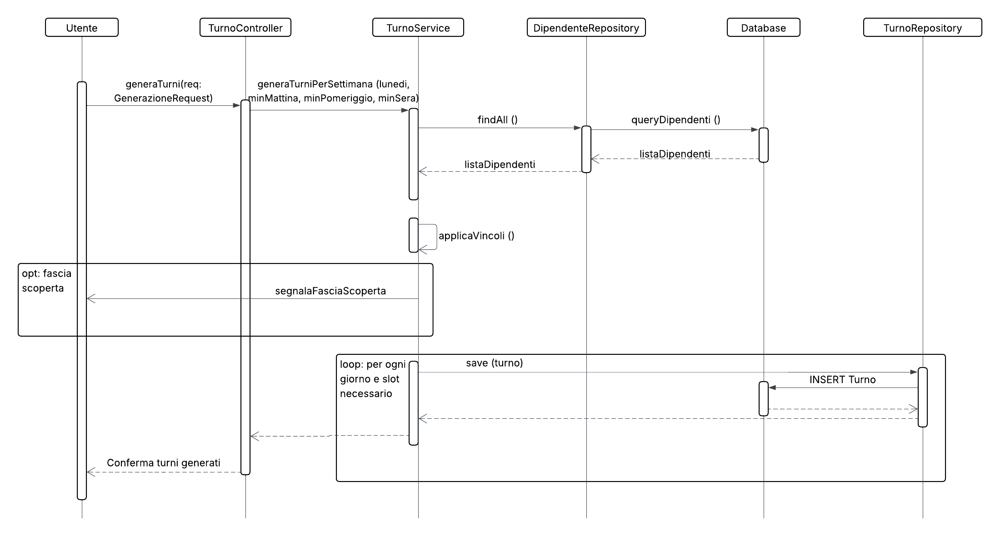 Utente
TurnoController
TurnoService
DipendenteRepository
Database
TurnoRepository
generaTurni(req:
GenerazioneRequest)
generaTurniPerSettimana (lunedi,
minMattina, minPomeriggio, minSera)
findAll ()
queryDipendenti ()
listaDipendenti
listaDipendenti
applicaVincoli ()
opt: fascia
scoperta
segnalaFasciaScoperta
loop: per ogni
giorno e slot
necessario
save (turno)
INSERT Turno
Conferma turni generati